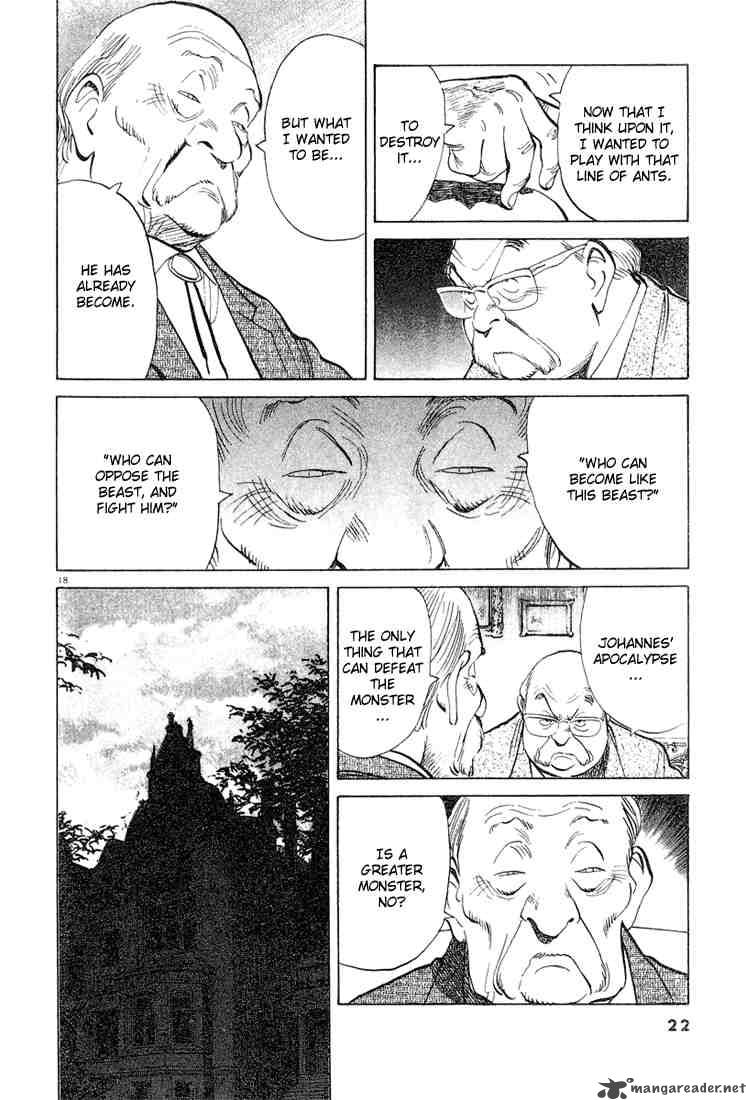 NOW THAT I
THINK UPON IT,
I WANTED TO
PLAY WITH THAT
LINE OF ANTS.
TO
DESTROY
IT...
BUT WHAT
I WANTED
TO BE...
HE HAS
ALREADY
BECOME.
"WHO CAN
BECOME LIKE
THIS BEAST?"
"WHO CAN
OPPOSE THE
BEAST, AND
FIGHT HIM?"
18
JOHANNES'
APOCALYPSE
...
THE ONLY
THING THAT
CAN DEFEAT
THE
MONSTER
...
IS A
GREATER
MONSTER,
NO?
22
mangareader.net